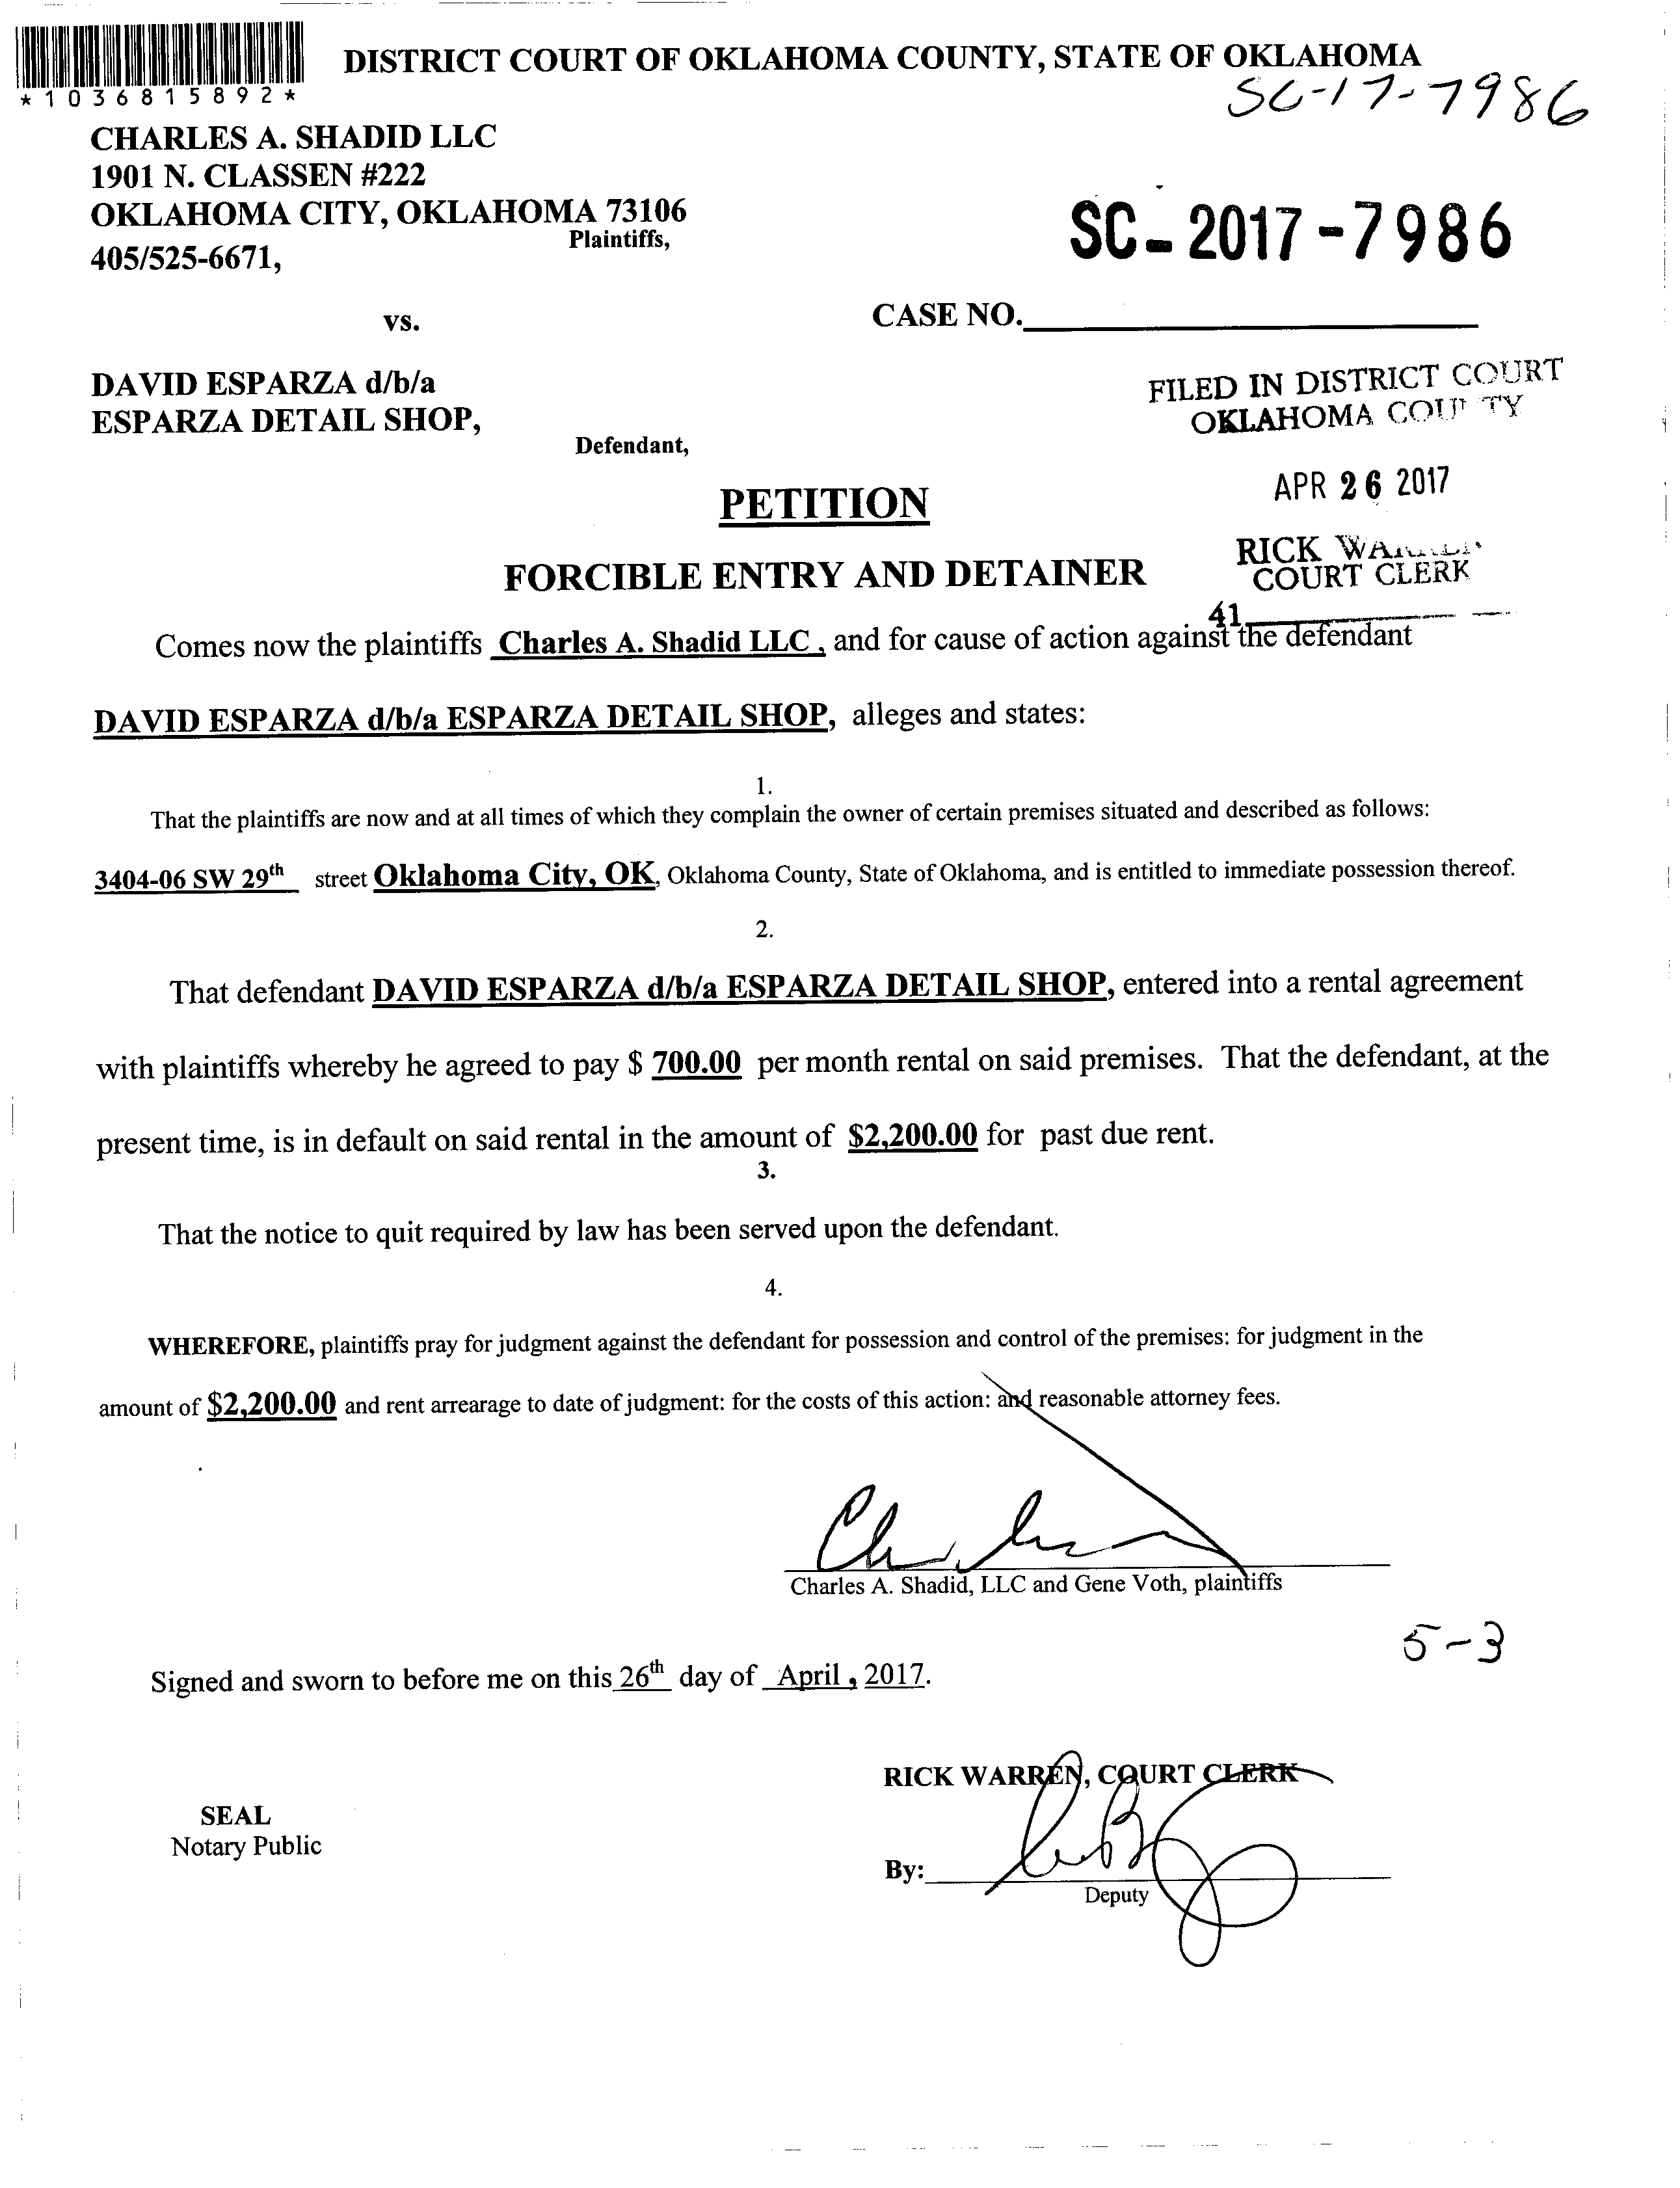 DISTRICT COURT OF OKLAHOMA COUNTY, STATE OF OKLAHOMA
*1036815892*
SC-17-7986
CHARLES A. SHADID LLC
1901 N. CLASSEN #222
OKLAHOMA CITY, OKLAHOMA 73106
Plaintiffs,
405/525-6671,
SC-2017-7986
vs.
CASE NO.
DAVID ESPARZA d/b/a
ESPARZA DETAIL SHOP,
Defendant,
FILED IN DISTRICT COURT
OKLAHOMA COUNTY
APR 26 2017
PETITION
RICK WARREN
COURT CLERK
FORCIBLE ENTRY AND DETAINER
41
Comes now the plaintiffs Charles A. Shadid LLC , and for cause of action against the defendant
DAVID ESPARZA d/b/a ESPARZA DETAIL SHOP, alleges and states:
1.
That the plaintiffs are now and at all times of which they complain the owner of certain premises situated and described as follows:
3404-06 SW 29th street Oklahoma City, OK, Oklahoma County, State of Oklahoma, and is entitled to immediate possession thereof.
2.
That defendant DAVID ESPARZA d/b/a ESPARZA DETAIL SHOP, entered into a rental agreement
with plaintiffs whereby he agreed to pay $ 700.00 per month rental on said premises. That the defendant, at the
present time, is in default on said rental in the amount of $2,200.00 for past due rent.
3.
That the notice to quit required by law has been served upon the defendant.
4.
WHEREFORE, plaintiffs pray for judgment against the defendant for possession and control of the premises: for judgment in the
amount of $2,200.00 and rent arrearage to date of judgment: for the costs of this action: and reasonable attorney fees.
Charles A. Shadid, LLC and Gene Voth, plaintiffs
5-3
Signed and sworn to before me on this 26th day of April , 2017.
RICK WARREN, COURT CLERK
SEAL
Notary Public
By:
Deputy